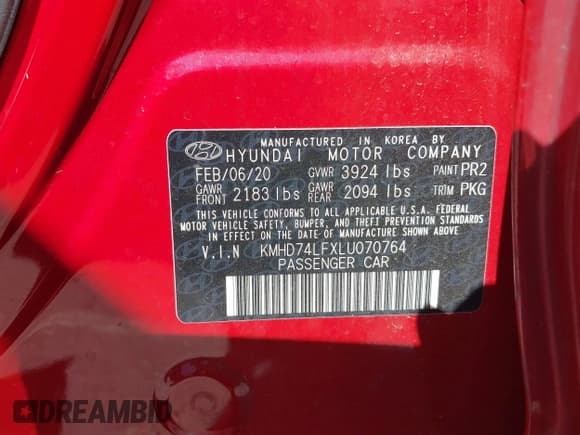 MANUFACTURED IN KOREA BY
HYUNDAI MOTOR COMPANY
FEB/06/20 GVWR 3924 lbs PAINT PR2
GAWR FRONT 2183 lbs GAWR REAR 2094 lbs TRIM PKG
THIS VEHICLE CONFORMS TO ALL APPLICABLE U.S.A. FEDERAL
MOTOR VEHICLE SAFETY, BUMPER, AND THEFT PREVENTION STANDARDS
IN EFFECT ON THE DATE OF MANUFACTURE SHOWN ABOVE
V.I.N KMHD74LFXLU070764
PASSENGER CAR
DREAMBID